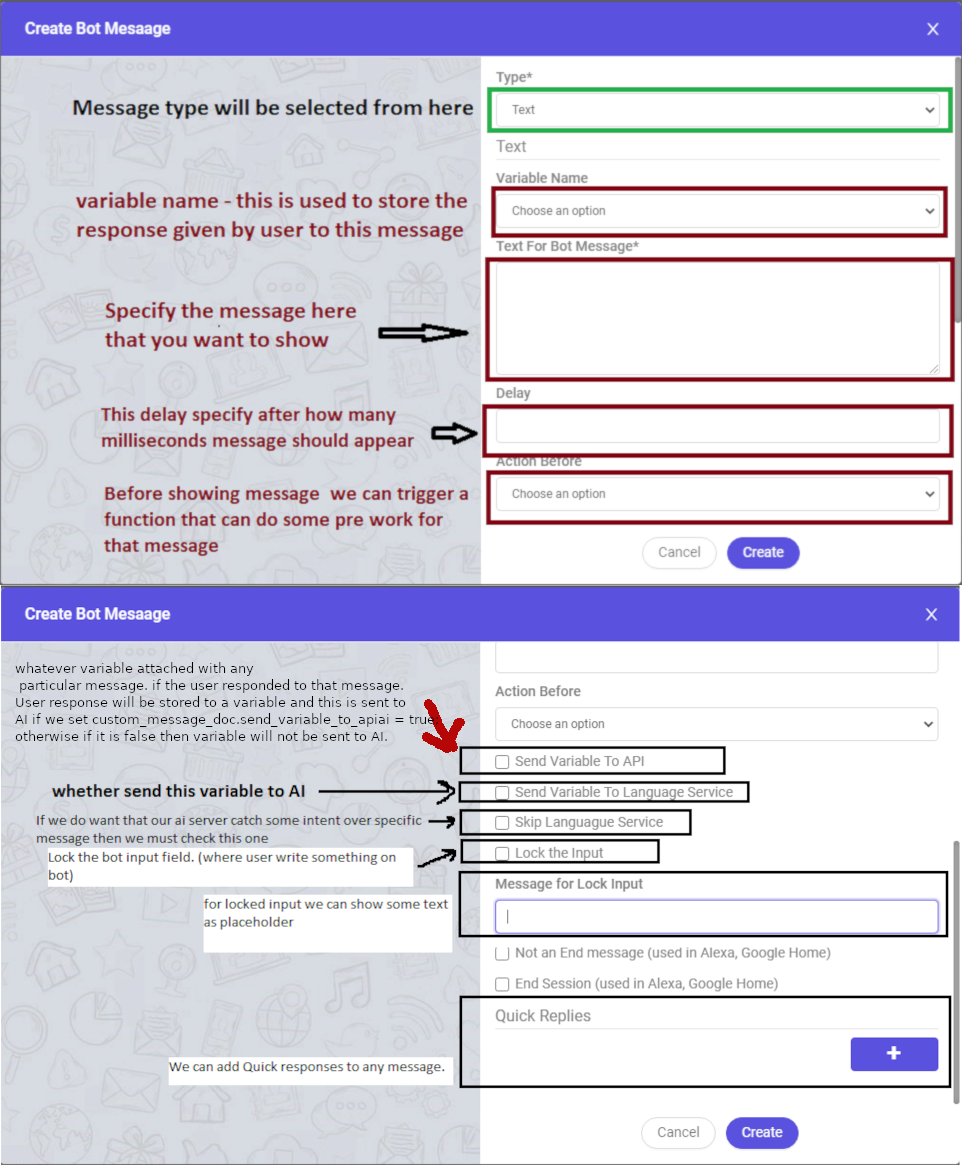 Create Bot Mesaage
X
Type*
Message type will be selected from here
Text
Text
Variable Name
variable name - this is used to store the
response given by user to this message
Choose an option
Text For Bot Message*
Specify the message here
that you want to show
Delay
This delay specify after how many
milliseconds message should appear
Action Before
Before showing message we can trigger a
function that can do some pre work for
that message
Choose an option
Cancel
Create
Create Bot Mesaage
X
whatever variable attached with any
particular message. if the user responded to that message.
User response will be stored to a variable and this is sent to
AI if we set custom_message_doc.send_variable_to_apiai = true,
otherwise if it is false then variable will not be sent to AI.
Action Before
Choose an option
Send Variable To API
whether send this variable to AI
Send Variable To Language Service
If we do want that our ai server catch some intent over specific
message then we must check this one
Skip Languague Service
Lock the bot input field. (where user write something on
bot)
Lock the Input
Message for Lock Input
for locked input we can show some text
as placeholder
Not an End message (used in Alexa, Google Home)
End Session (used in Alexa, Google Home)
Quick Replies
+
We can add Quick responses to any message.
Cancel
Create